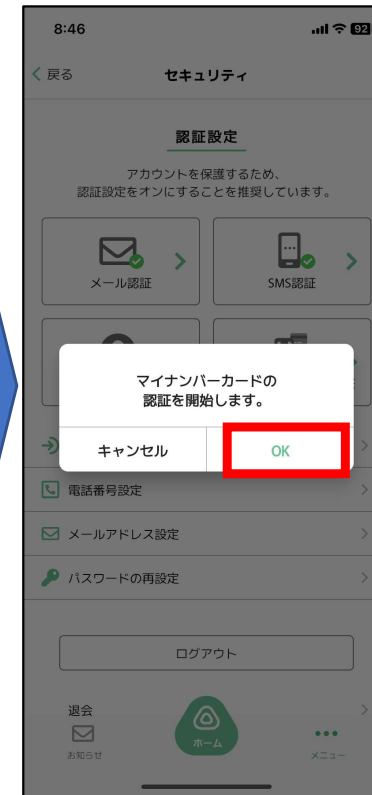 8:46
92
戻る
セキュリティ
認証設定
アカウントを保護するため、
認証設定をオンにすることを推奨しています。
メール認証
SMS認証
マイナンバーカードの
認証を開始します。
キャンセル
OK
電話番号設定
メールアドレス設定
パスワードの再設定
ログアウト
退会
お知らせ
ホーム
メニュー